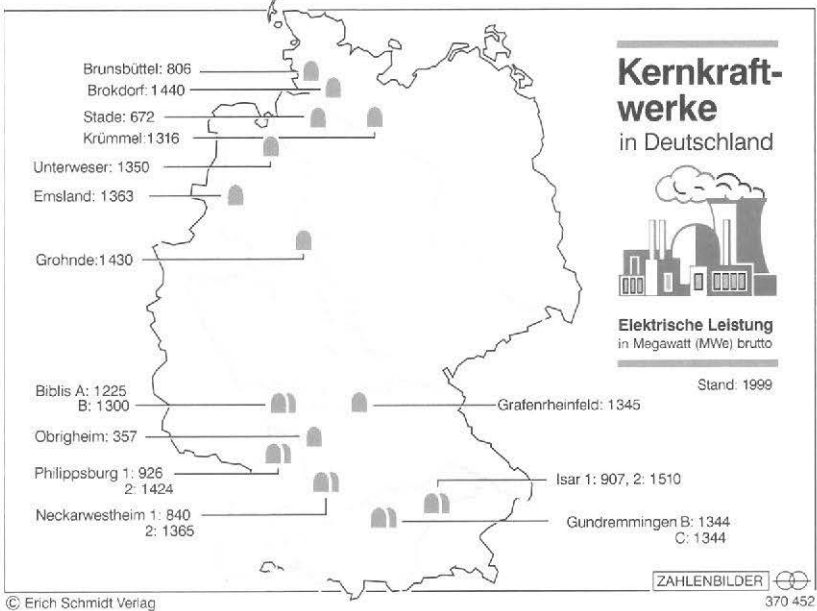 Kernkraft-
werke
in Deutschland
Elektrische Leistung
in Megawatt (MWe) brutto
Stand: 1999
Brunsbüttel: 806
Brokdorf: 1440
Stade: 672
Krümmel: 1316
Unterweser: 1350
Emsland: 1363
Grohnde: 1430
Biblis A: 1225
B: 1300
Grafenrheinfeld: 1345
Obrigheim: 357
Philippsburg 1: 926
2: 1424
Isar 1: 907, 2: 1510
Neckarwestheim 1: 840
2: 1365
Gundremmingen B: 1344
C: 1344
ZAHLENBILDER
© Erich Schmidt Verlag
370 452